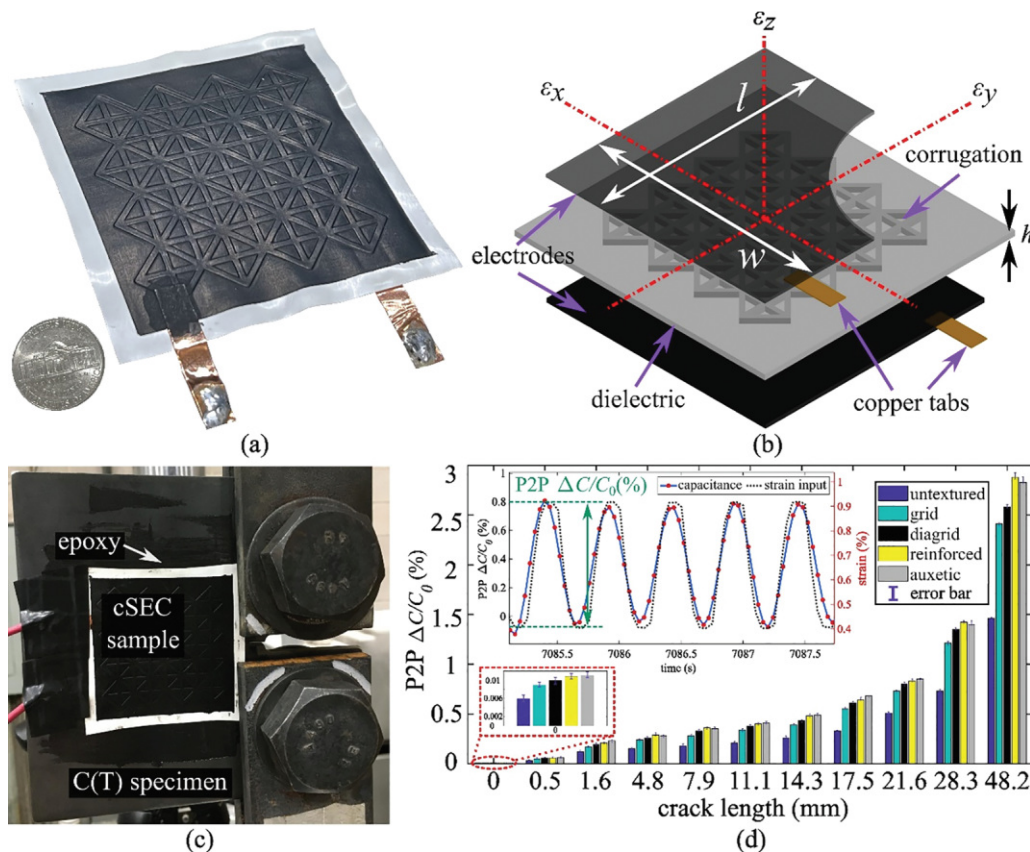 (a)
εz
εx
εy
l
w
h
corrugation
electrodes
dielectric
copper tabs
(b)
epoxy
cSEC
sample
C(T) specimen
(c)
P2P ΔC/C0 (%)
3
2.5
2
1.5
1
0.5
0
0 0.5 1.6 4.8 7.9 11.1 14.3 17.5 21.6 28.3 48.2
crack length (mm)
P2P ΔC/C0(%)
capacitance strain input
P2P ΔC/C0 (%)
0.8
0.6
0.4
0.2
0
0.9
0.8
0.7
0.6
0.5
0.4
strain (%)
7085.5 7086 7086.5 7087 7087.5
time (s)
untextured
grid
diagrid
reinforced
auxetic
error bar
0.01
0.006
0.002
0
0
(d)